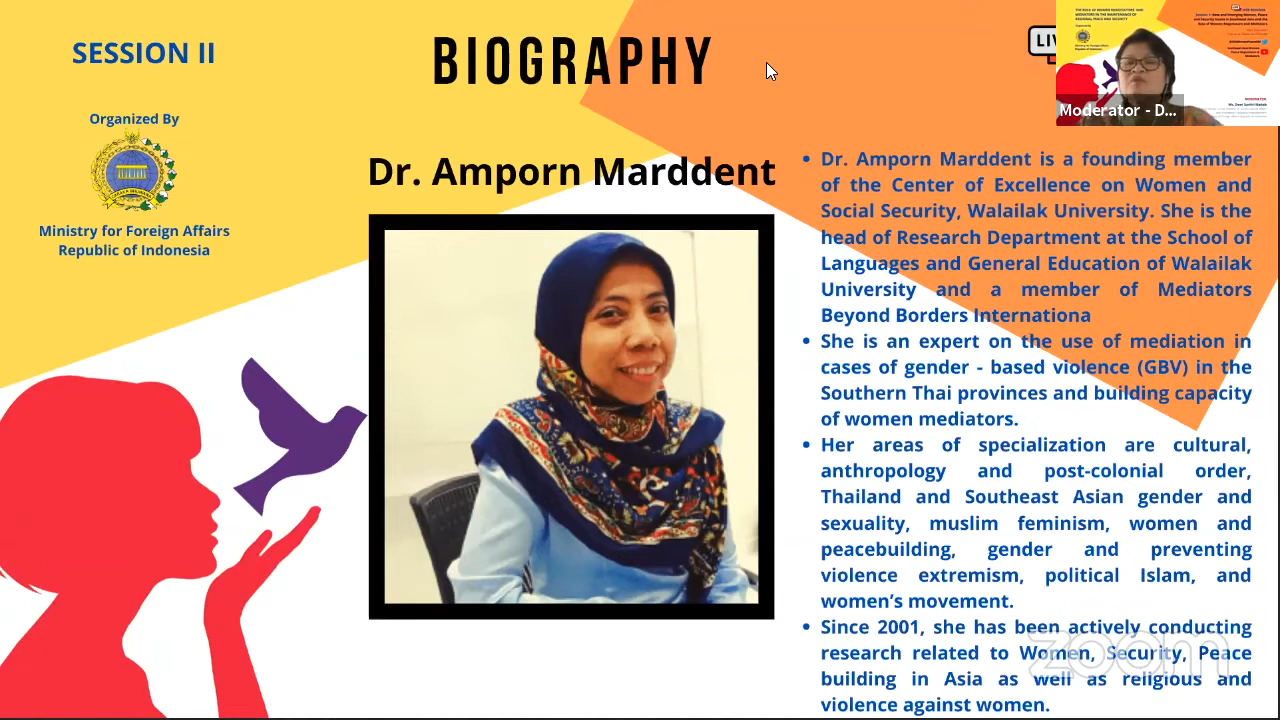 SESSION II
Organized By
Ministry for Foreign Affairs
Republic of Indonesia
BIOGRAPHY
Dr. Amporn Marddent
LIV
Moderator - D...
• Dr. Amporn Marddent is a founding member
of the Center of Excellence on Women and
Social Security, Walailak University. She is the
head of Research Department at the School of
Languages and General Education of Walailak
University and a member of Mediators
Beyond Borders Internationa
• She is an expert on the use of mediation in
cases of gender - based violence (GBV) in the
Southern Thai provinces and building capacity
of women mediators.
• Her areas of specialization are cultural,
anthropology and post-colonial order,
Thailand and Southeast Asian gender and
sexuality, muslim feminism, women and
peacebuilding, gender and preventing
violence extremism, political Islam, and
women's movement.
• Since 2001, she has been actively conducting
research related to Women, Security, Peace
building in Asia as well as religious and
violence against women.
zoom